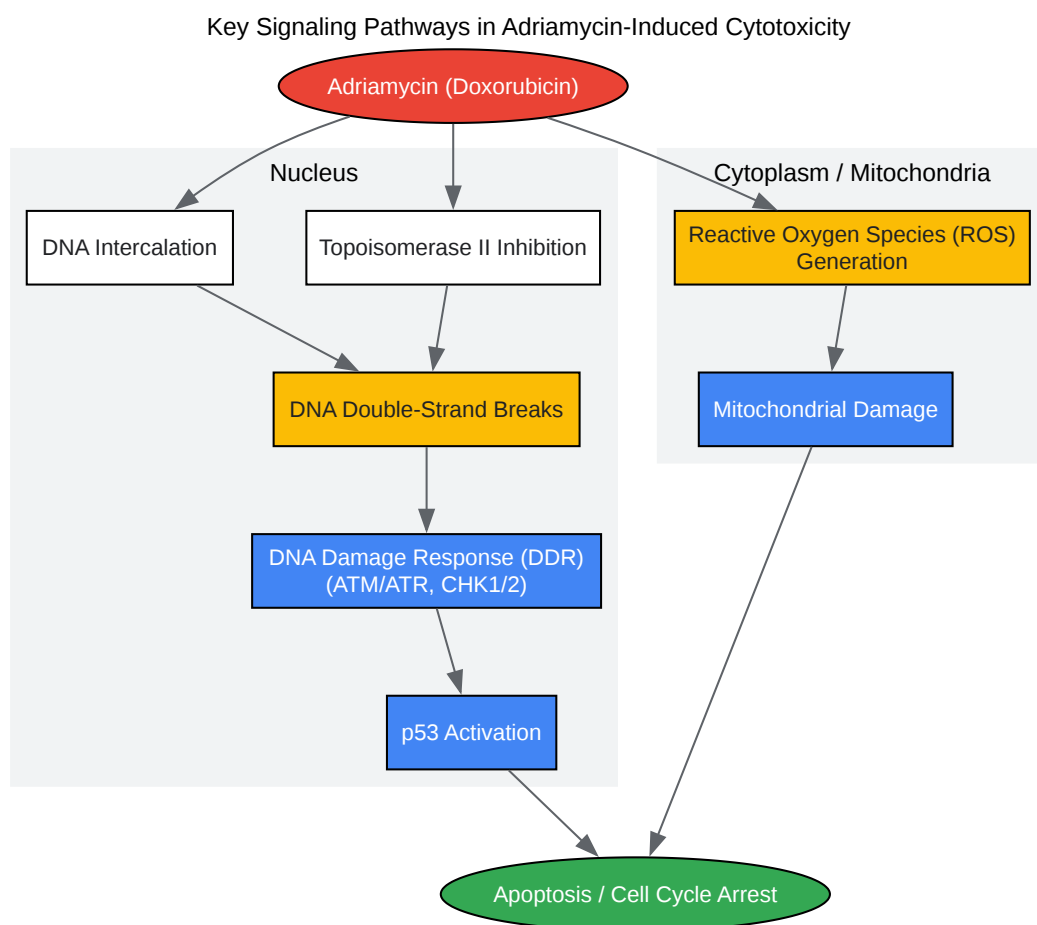 Key Signaling Pathways in Adriamycin-Induced Cytotoxicity
Adriamycin (Doxorubicin)
Nucleus
Cytoplasm / Mitochondria
DNA Intercalation
Topoisomerase II Inhibition
Reactive Oxygen Species (ROS)
Generation
DNA Double-Strand Breaks
Mitochondrial Damage
DNA Damage Response (DDR)
(ATM/ATR, CHK1/2)
p53 Activation
Apoptosis / Cell Cycle Arrest